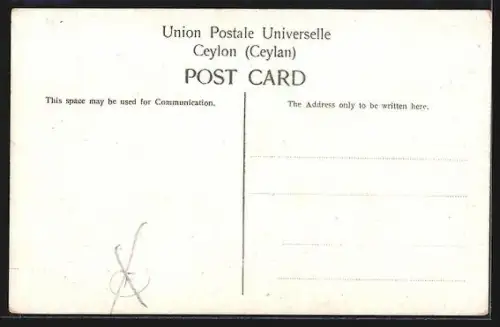 Union Postale Universelle
Ceylon (Ceylan)
POST CARD
This space may be used for Communication.
The Address only to be written here.